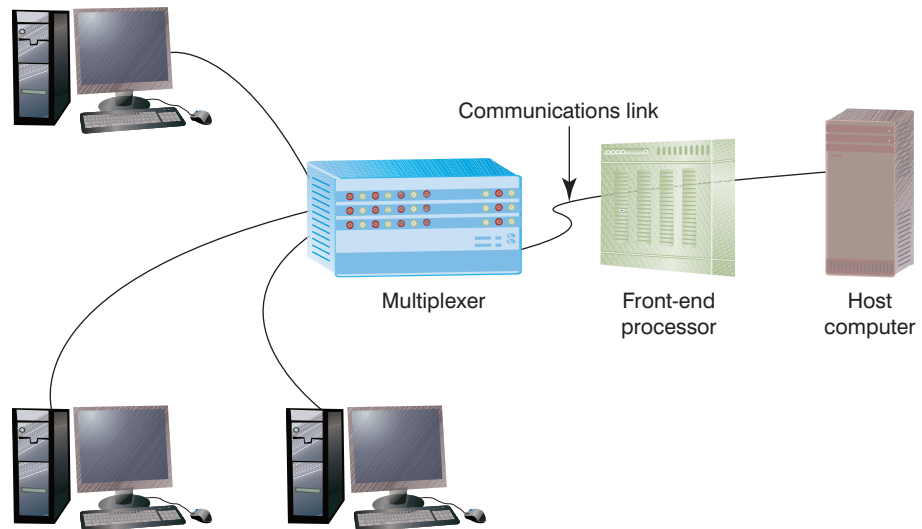 Communications link
Multiplexer
Front-end
processor
Host
computer